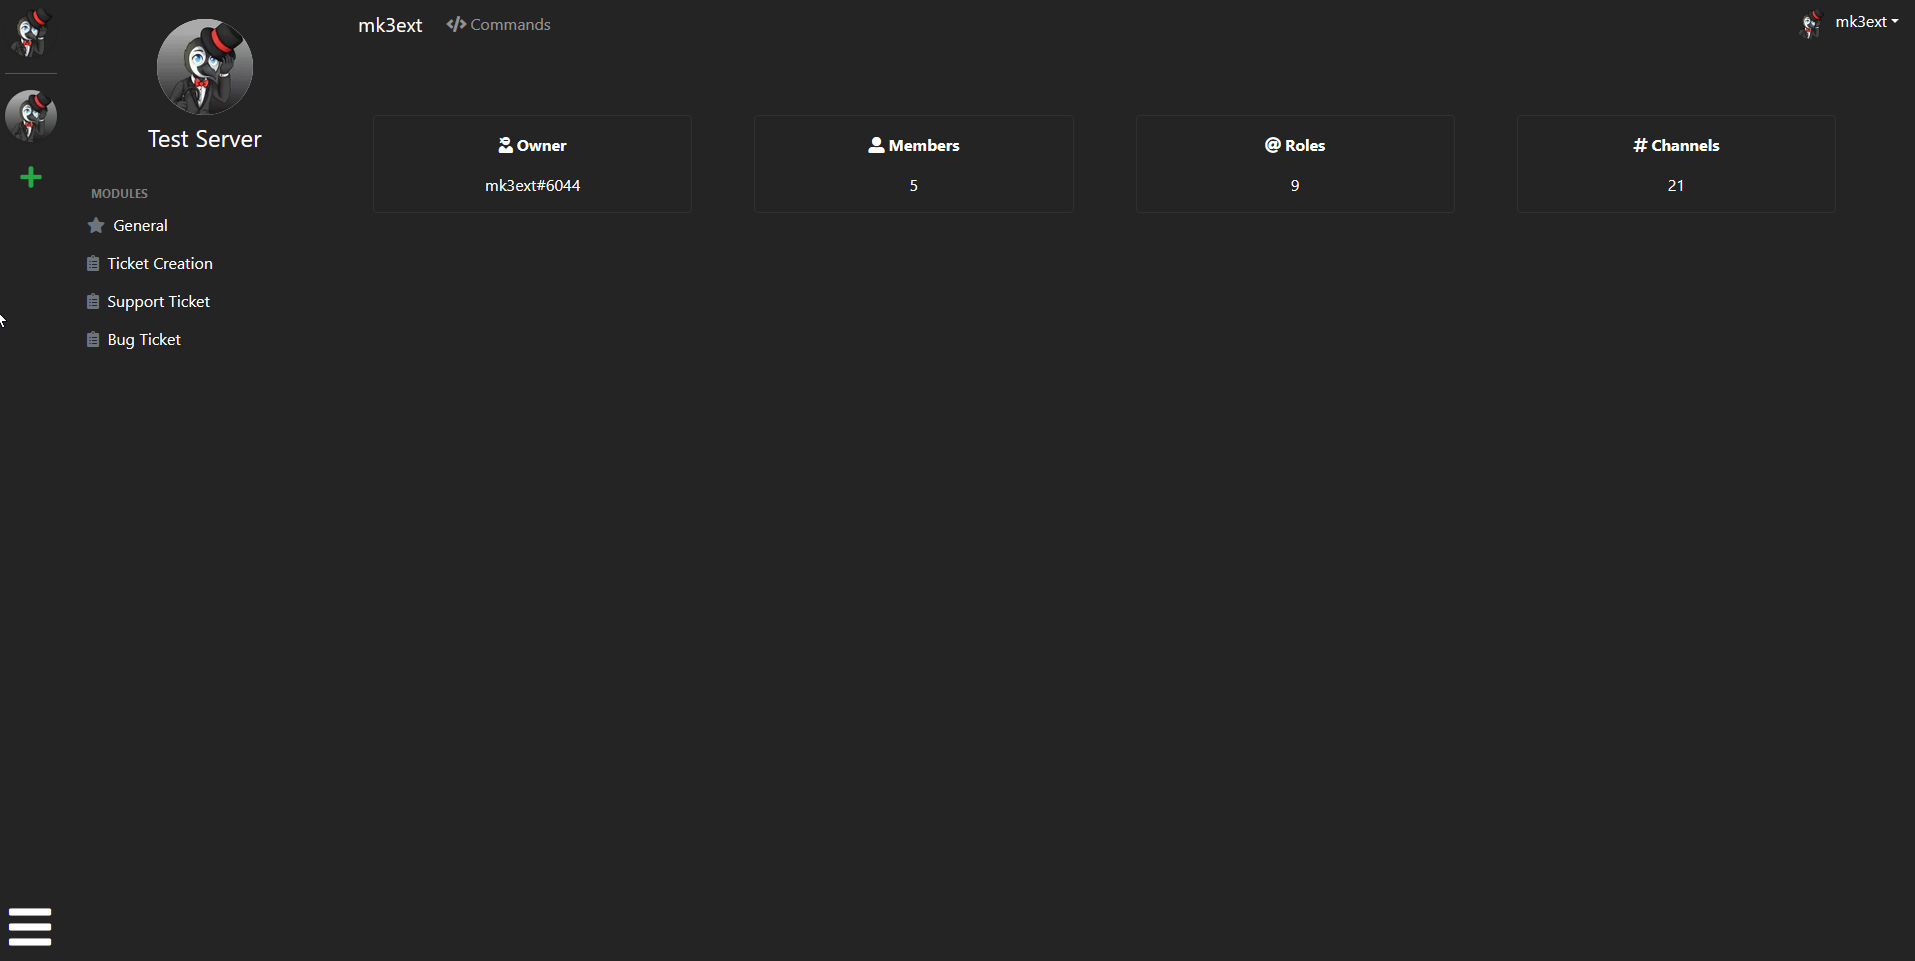 mk3ext
Commands
mk3ext
Test Server
MODULES
General
Ticket Creation
Support Ticket
Bug Ticket
Owner
mk3ext#6044
Members
5
@ Roles
9
# Channels
21